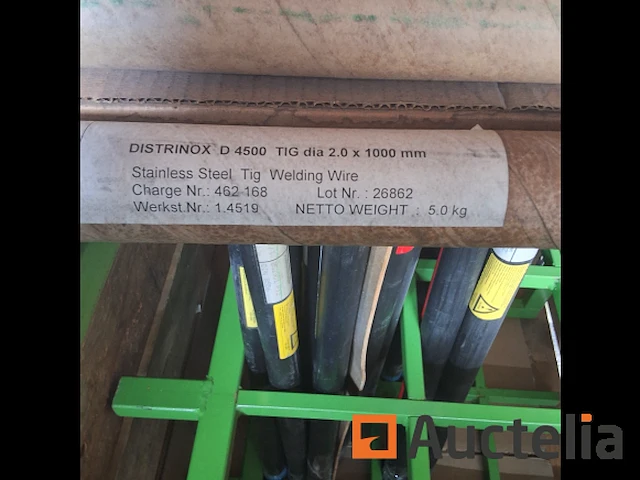 DISTRINOX D 4500 TIG dia 2.0 x 1000 mm
Stainless Steel Tig Welding Wire
Charge Nr.: 462 168 Lot Nr. : 26862
Werkst.Nr.: 1.4519 NETTO WEIGHT : 5.0 kg
Auctelia